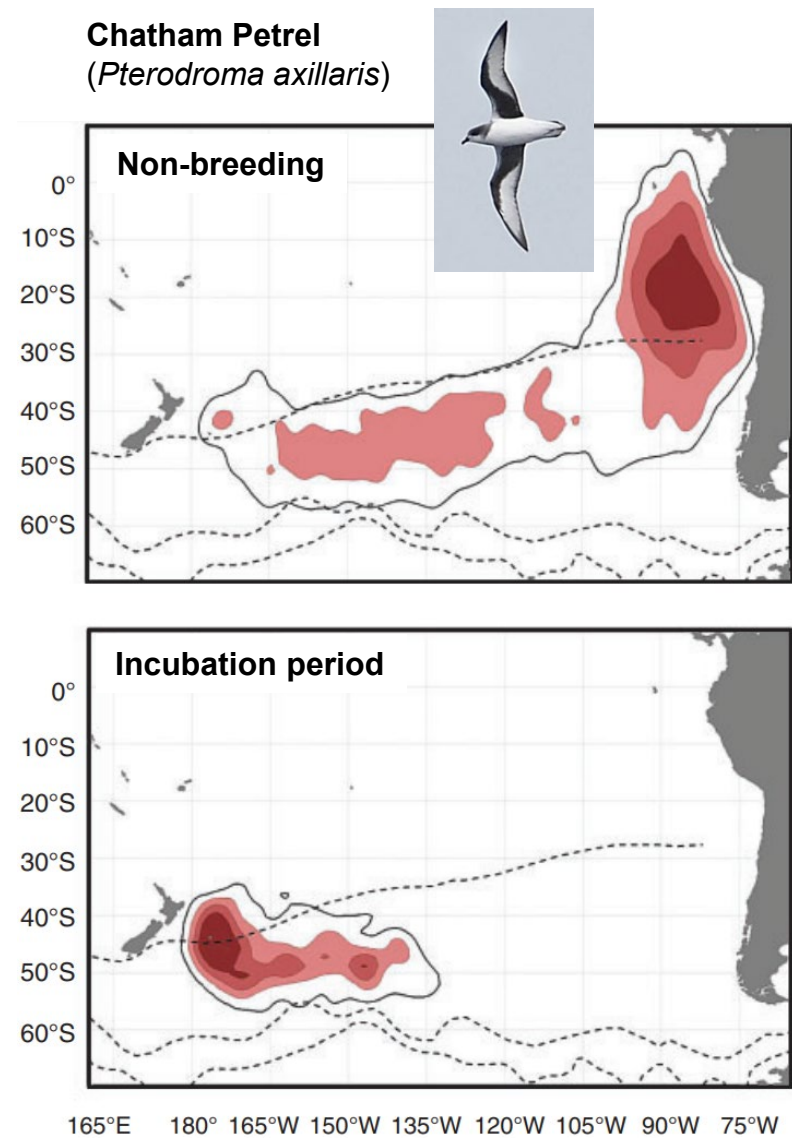 Chatham Petrel
(Pterodroma axillaris)
Non-breeding
0°
10°S
20°S
30°S
40°S
50°S
60°S
Incubation period
0°
10°S
20°S
30°S
40°S
50°S
60°S
165°E 180° 165°W 150°W 135°W 120°W 105°W 90°W 75°W